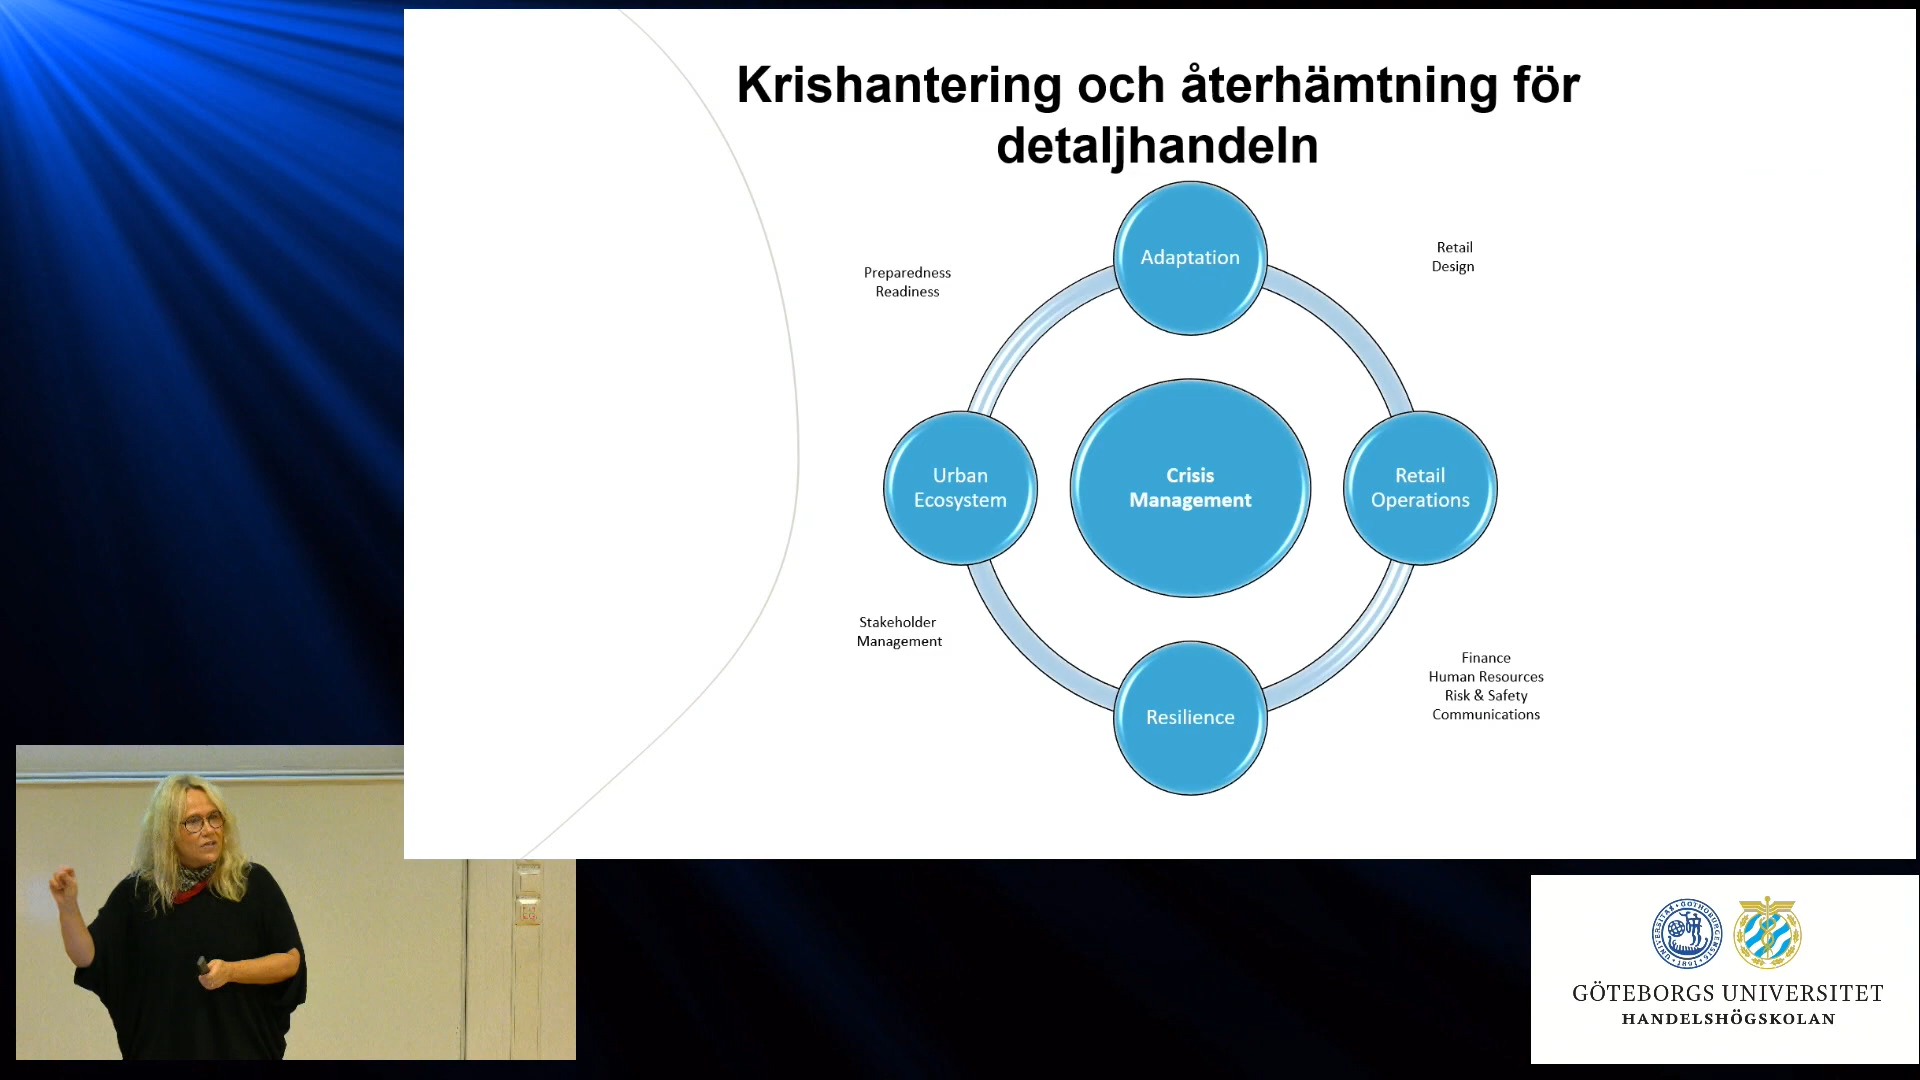 Krishantering och återhämtning för
detaljhandeln
Adaptation
Preparedness
Readiness
Retail
Design
Urban
Ecosystem
Crisis
Management
Retail
Operations
Stakeholder
Management
Finance
Human Resources
Risk & Safety
Communications
Resilience
GÖTEBORGS UNIVERSITET
HANDELSHÖGSKOLAN